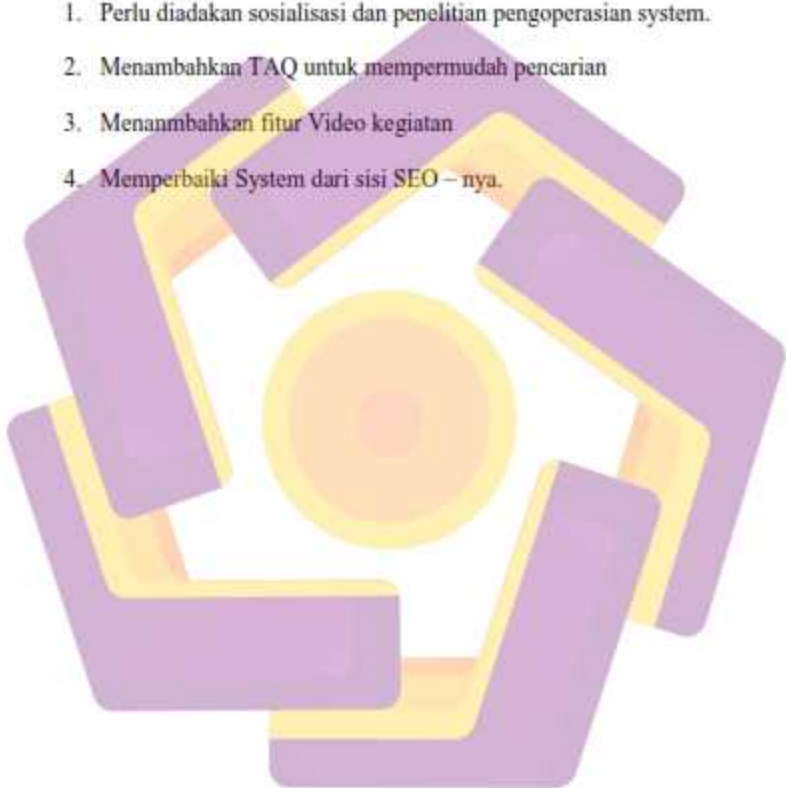 1. Perlu diadakan sosialisasi dan penelitian pengoperasian system.
2. Menambahkan TAQ untuk mempermudah pencarian
3. Menanmbahkan fitur Video kegiatan
4. Memperbaiki System dari sisi SEO – nya.